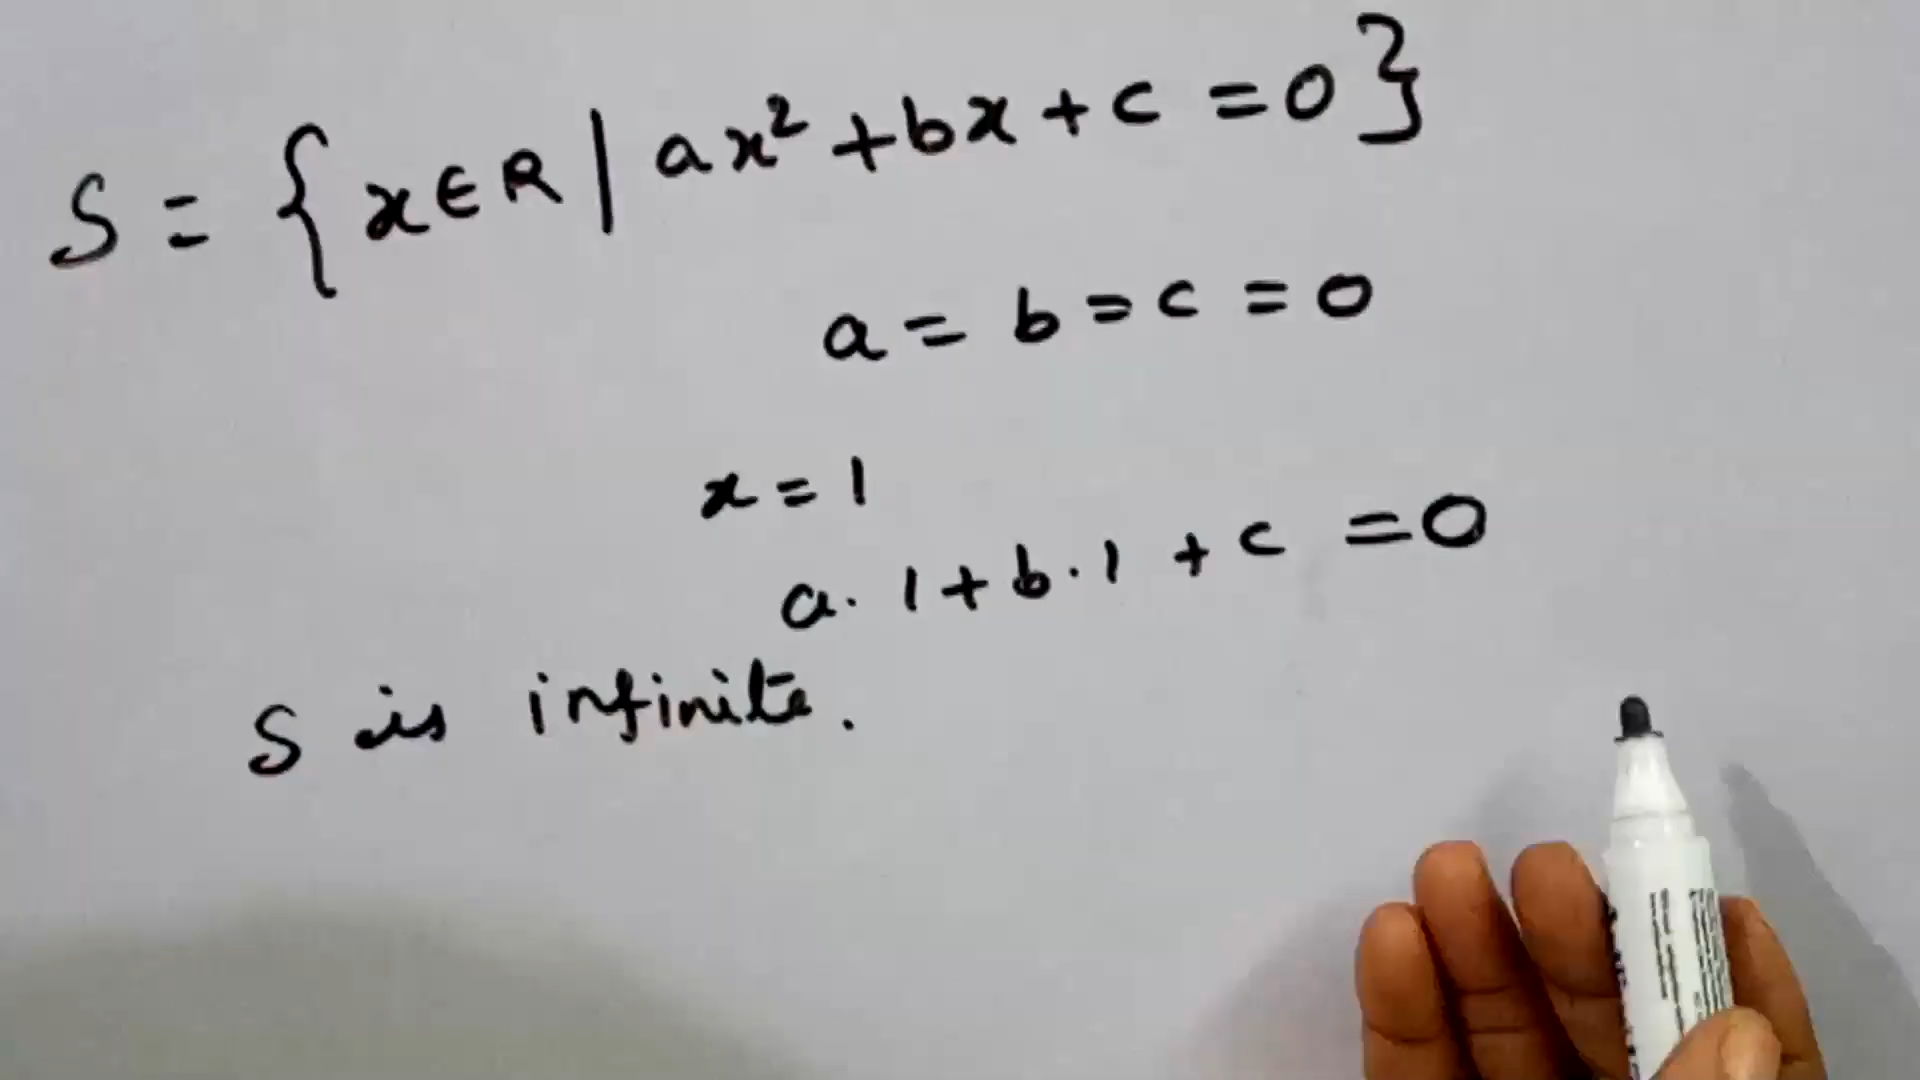 S = { x ∈ R | ax² + bx + c = 0 }
a = b = c = 0
x = 1
a · 1 + b · 1 + c = 0
S is infinite.